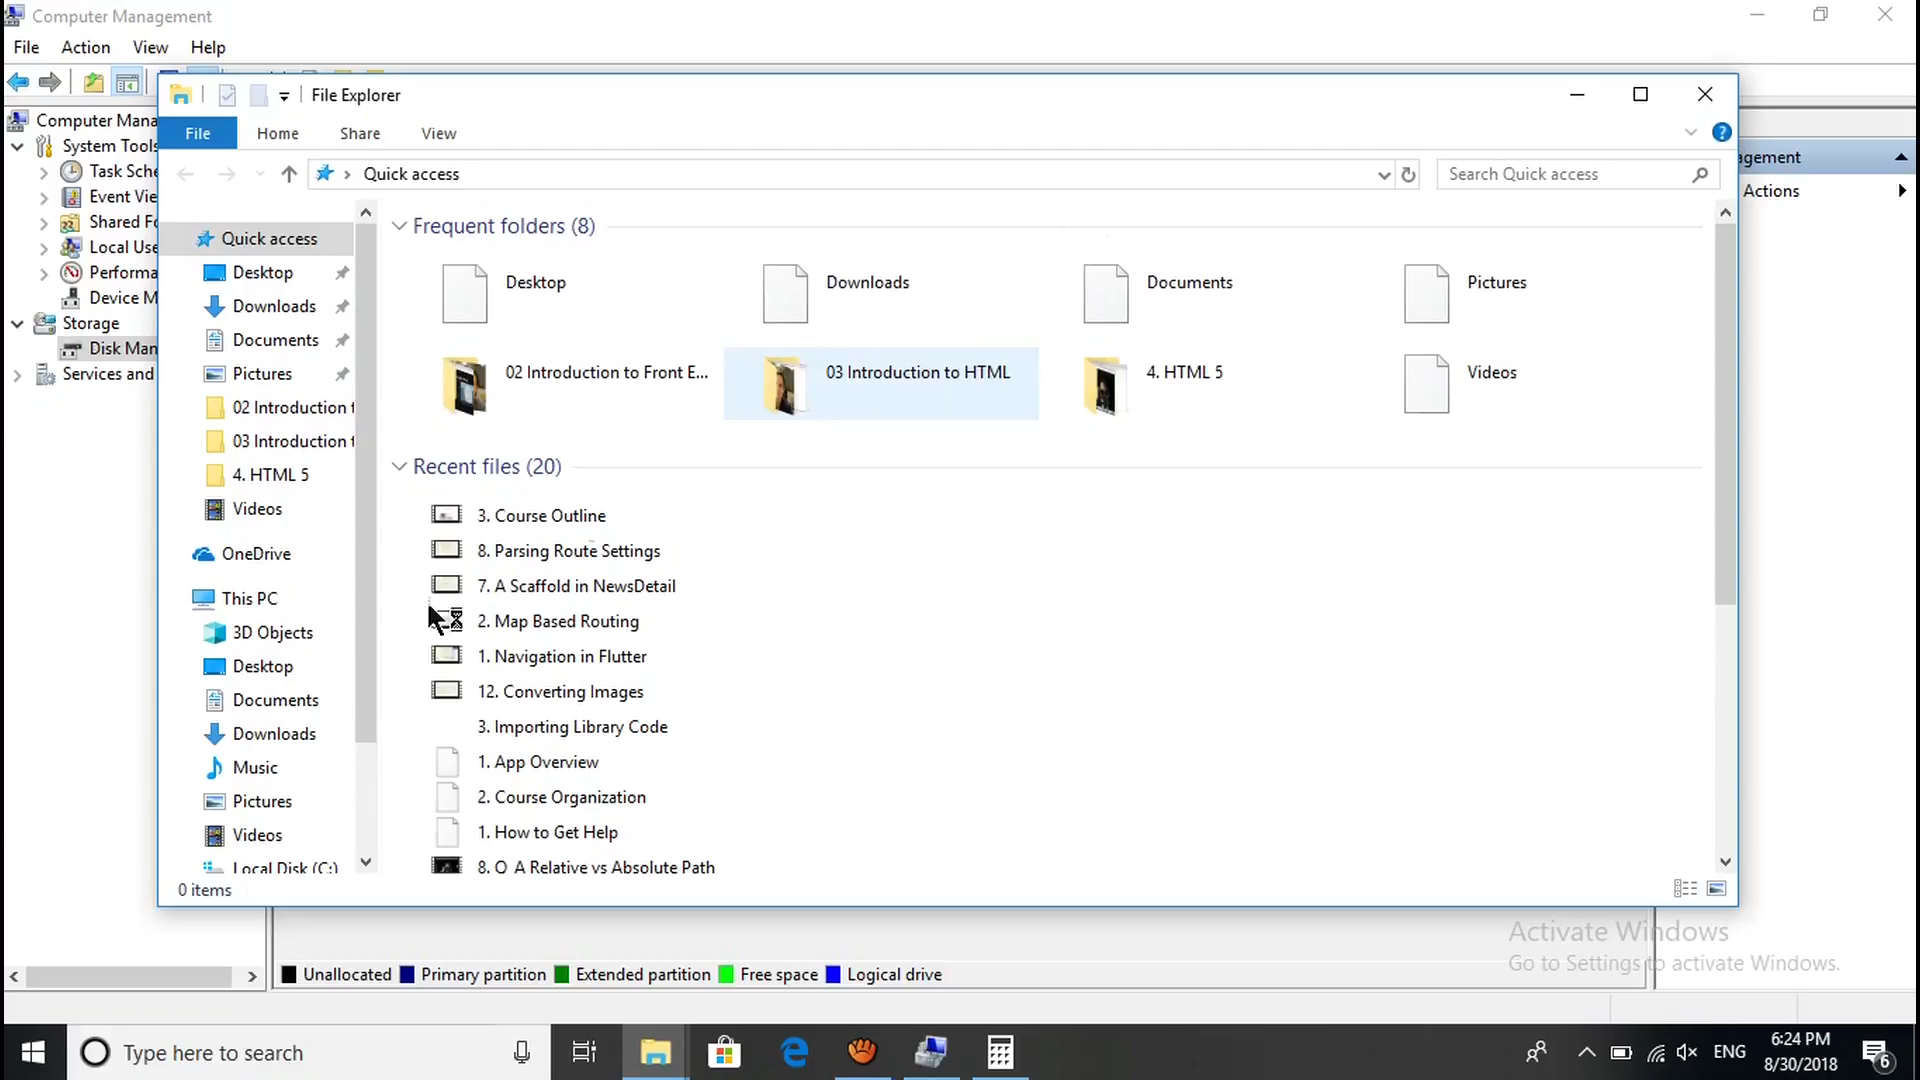 Computer Management
File Action View Help
File Explorer
File Home Share View
Quick access
Search Quick access
Computer Mana
System Tools
Task Sche
Event Vie
Shared Fo
Local Use
Performa
Device M
Storage
Disk Man
Services and
Quick access
Desktop
Downloads
Documents
Pictures
02 Introduction t
03 Introduction t
4. HTML 5
Videos
OneDrive
This PC
3D Objects
Desktop
Documents
Downloads
Music
Pictures
Videos
Local Disk (C:)
Frequent folders (8)
Desktop Downloads Documents Pictures
02 Introduction to Front E... 03 Introduction to HTML 4. HTML 5 Videos
Recent files (20)
3. Course Outline
8. Parsing Route Settings
7. A Scaffold in NewsDetail
2. Map Based Routing
1. Navigation in Flutter
12. Converting Images
3. Importing Library Code
1. App Overview
2. Course Organization
1. How to Get Help
8. Q A Relative vs Absolute Path
0 items
agement
Actions
Activate Windows
Go to Settings to activate Windows.
Unallocated Primary partition Extended partition Free space Logical drive
Type here to search
ENG
6:24 PM
8/30/2018
6